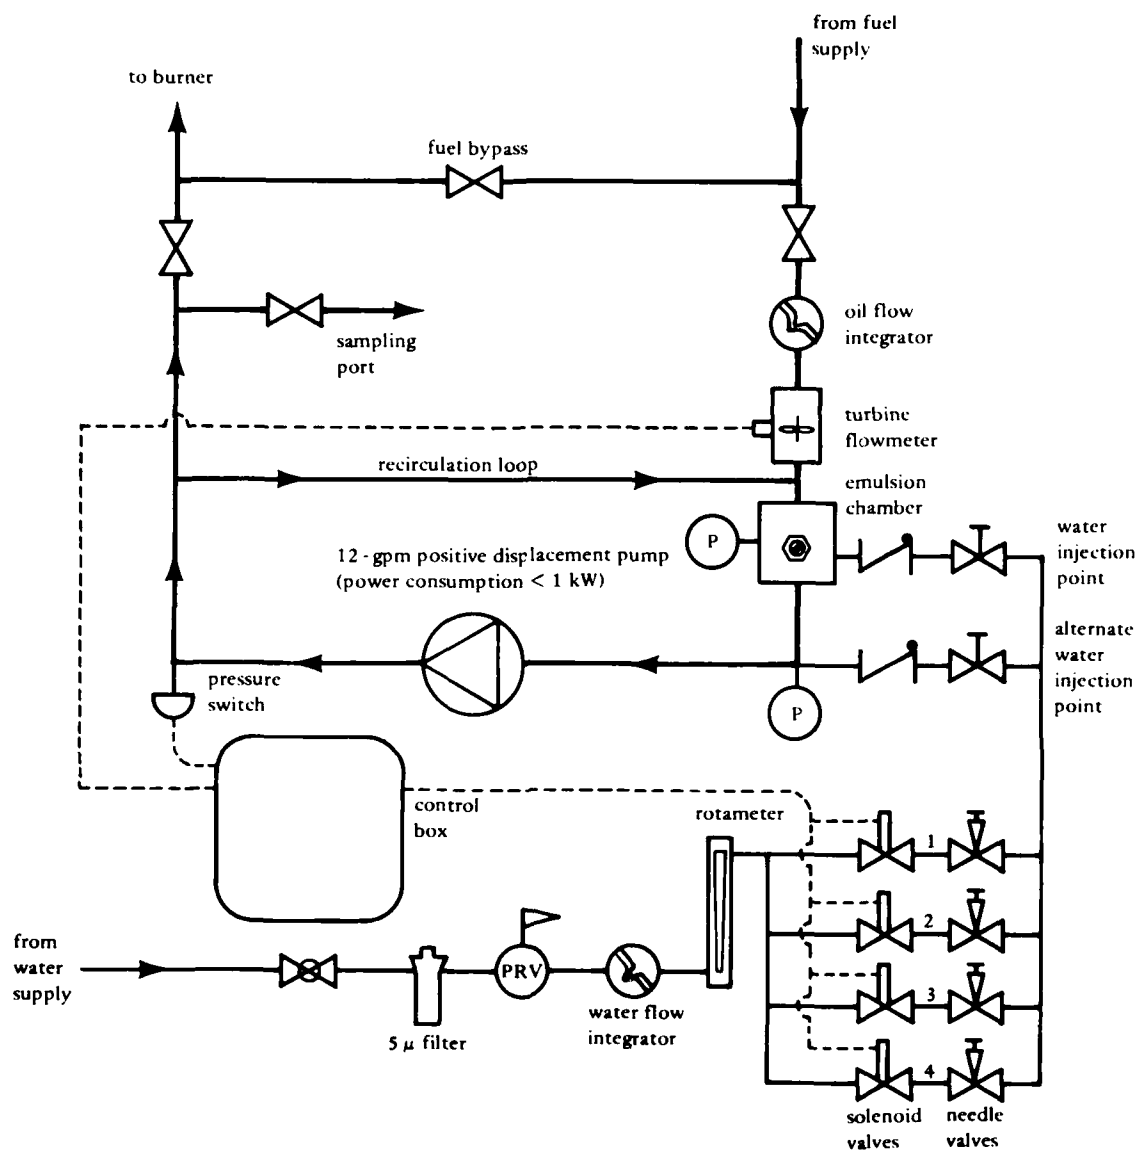 from fuel
supply
to burner
fuel bypass
oil flow
integrator
sampling
port
turbine
flowmeter
recirculation loop
emulsion
chamber
P
water
injection
point
12 - gpm positive displacement pump
(power consumption < 1 kW)
alternate
water
injection
point
pressure
switch
P
control
box
rotameter
1
2
3
4
from
water
supply
PRV
5 μ filter
water flow
integrator
solenoid
valves
needle
valves